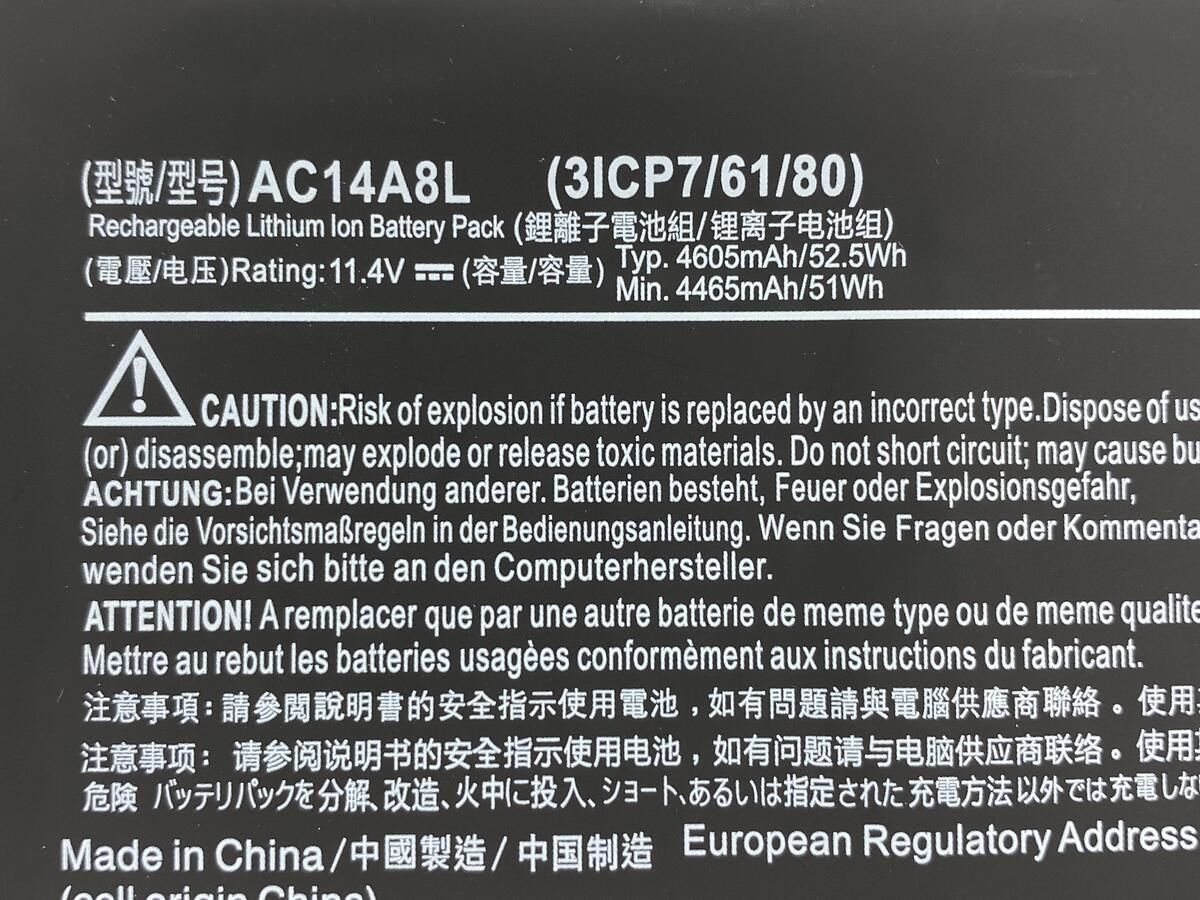 (型號/型号) AC14A8L (3ICP7/61/80)
Rechargeable Lithium Ion Battery Pack (鋰離子電池組/锂离子电池组)
(電壓/电压)Rating:11.4V ⎓ (容量/容量) Typ. 4605mAh/52.5Wh
Min. 4465mAh/51Wh
CAUTION:Risk of explosion if battery is replaced by an incorrect type.Dispose of us
(or) disassemble;may explode or release toxic materials. Do not short circuit; may cause bu
ACHTUNG:Bei Verwendung anderer. Batterien besteht, Feuer oder Explosionsgefahr,
Siehe die Vorsichtsmaßregeln in der Bedienungsanleitung. Wenn Sie Fragen oder Kommenta
wenden Sie sich bitte an den Computerhersteller.
ATTENTION! A remplacer que par une autre batterie de meme type ou de meme qualite
Mettre au rebut les batteries usagèes conformèment aux instructions du fabricant.
注意事項:請參閱說明書的安全指示使用電池,如有問題請與電腦供應商聯絡。使用
注意事项:请参阅说明书的安全指示使用电池,如有问题请与电脑供应商联络。使用
危険 バッテリパックを分解、改造、火中に投入、ショート、あるいは指定された充電方法以外では充電しな
Made in China/中國製造/中国制造 European Regulatory Address
(cell origin China)